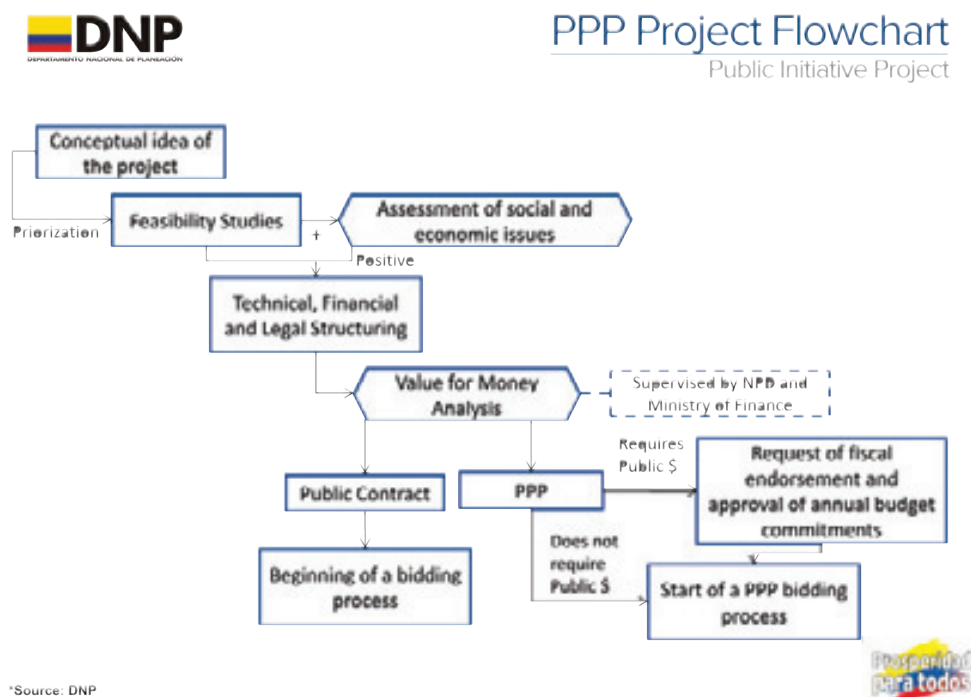 DNP
DEPARTAMENTO NACIONAL DE PLANEACIÓN
PPP Project Flowchart
Public Initiative Project
Conceptual idea of
the project
Priorization
Feasibility Studies
+
Assessment of social and
economic issues
Positive
Technical, Financial
and Legal Structuring
Value for Money
Analysis
Supervised by NPD and
Ministry of Finance
Public Contract
PPP
Requires
Public $
Request of fiscal
endorsement and
approval of annual budget
commitments
Beginning of a bidding
process
Does not
require
Public $
Start of a PPP bidding
process
Prosperidad
para todos
*Source: DNP